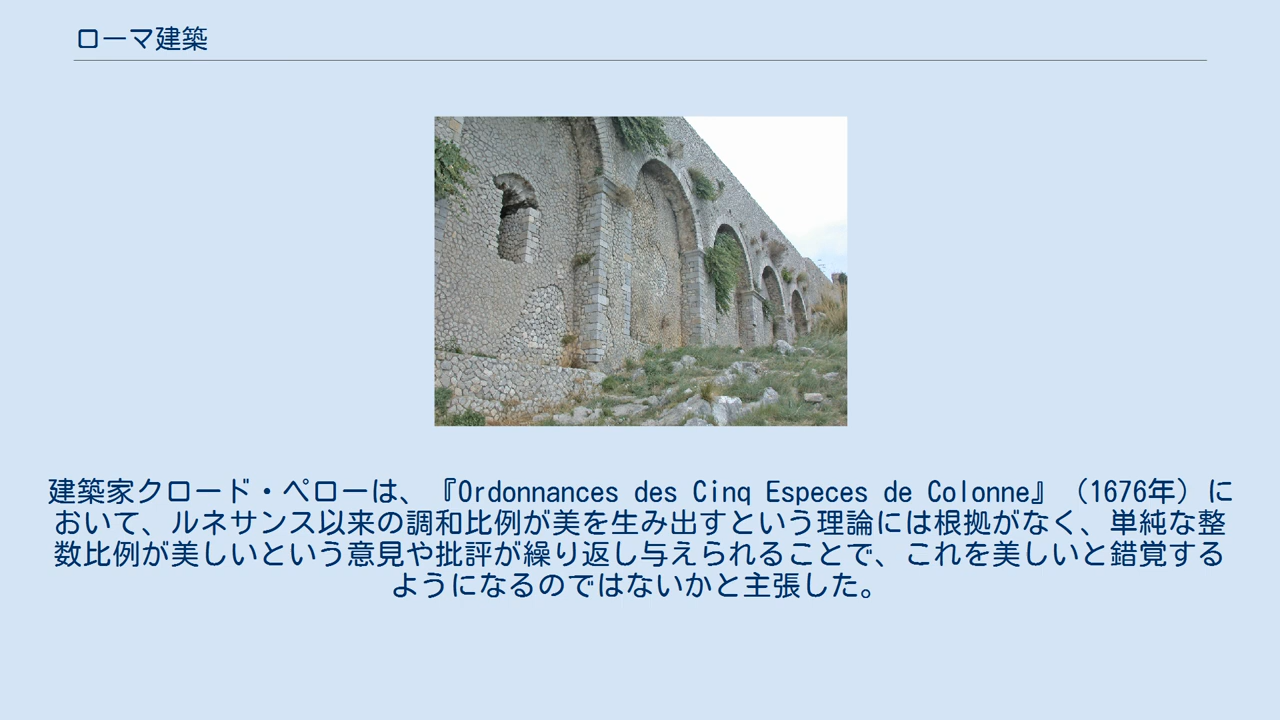 ローマ建築
建築家クロード・ペローは、『Ordonnances des Cinq Especes de Colonne』（1676年）に
おいて、ルネサンス以来の調和比例が美を生み出すという理論には根拠がなく、単純な整
数比例が美しいという意見や批評が繰り返し与えられることで、これを美しいと錯覚する
ようになるのではないかと主張した。